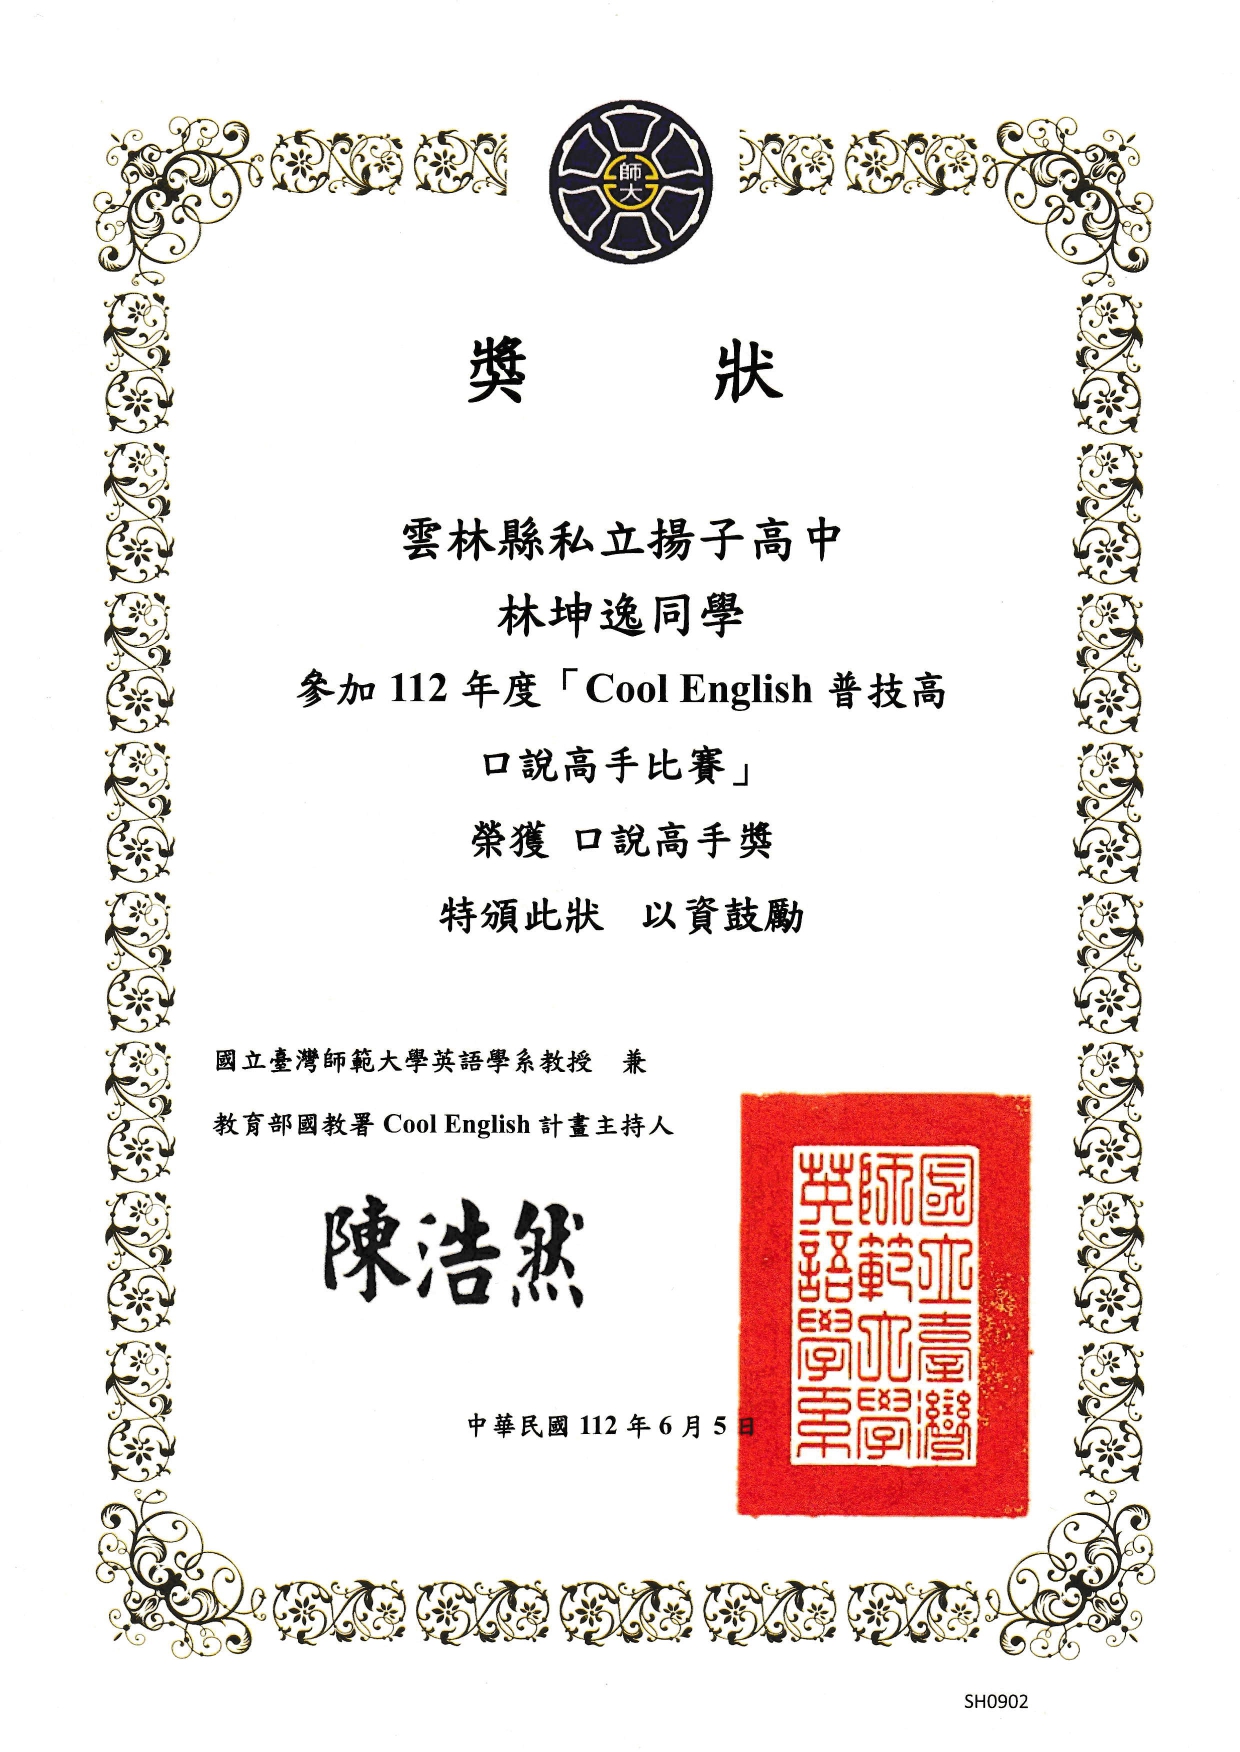 師大
獎 狀
雲林縣私立揚子高中
林坤逸同學
參加 112 年度「Cool English 普技高
口說高手比賽」
榮獲 口說高手獎
特頒此狀 以資鼓勵
國立臺灣師範大學英語學系教授 兼
教育部國教署 Cool English 計畫主持人
陳浩然
國立臺灣
師範大學
英語學系
中華民國 112 年 6 月 5 日
SH0902